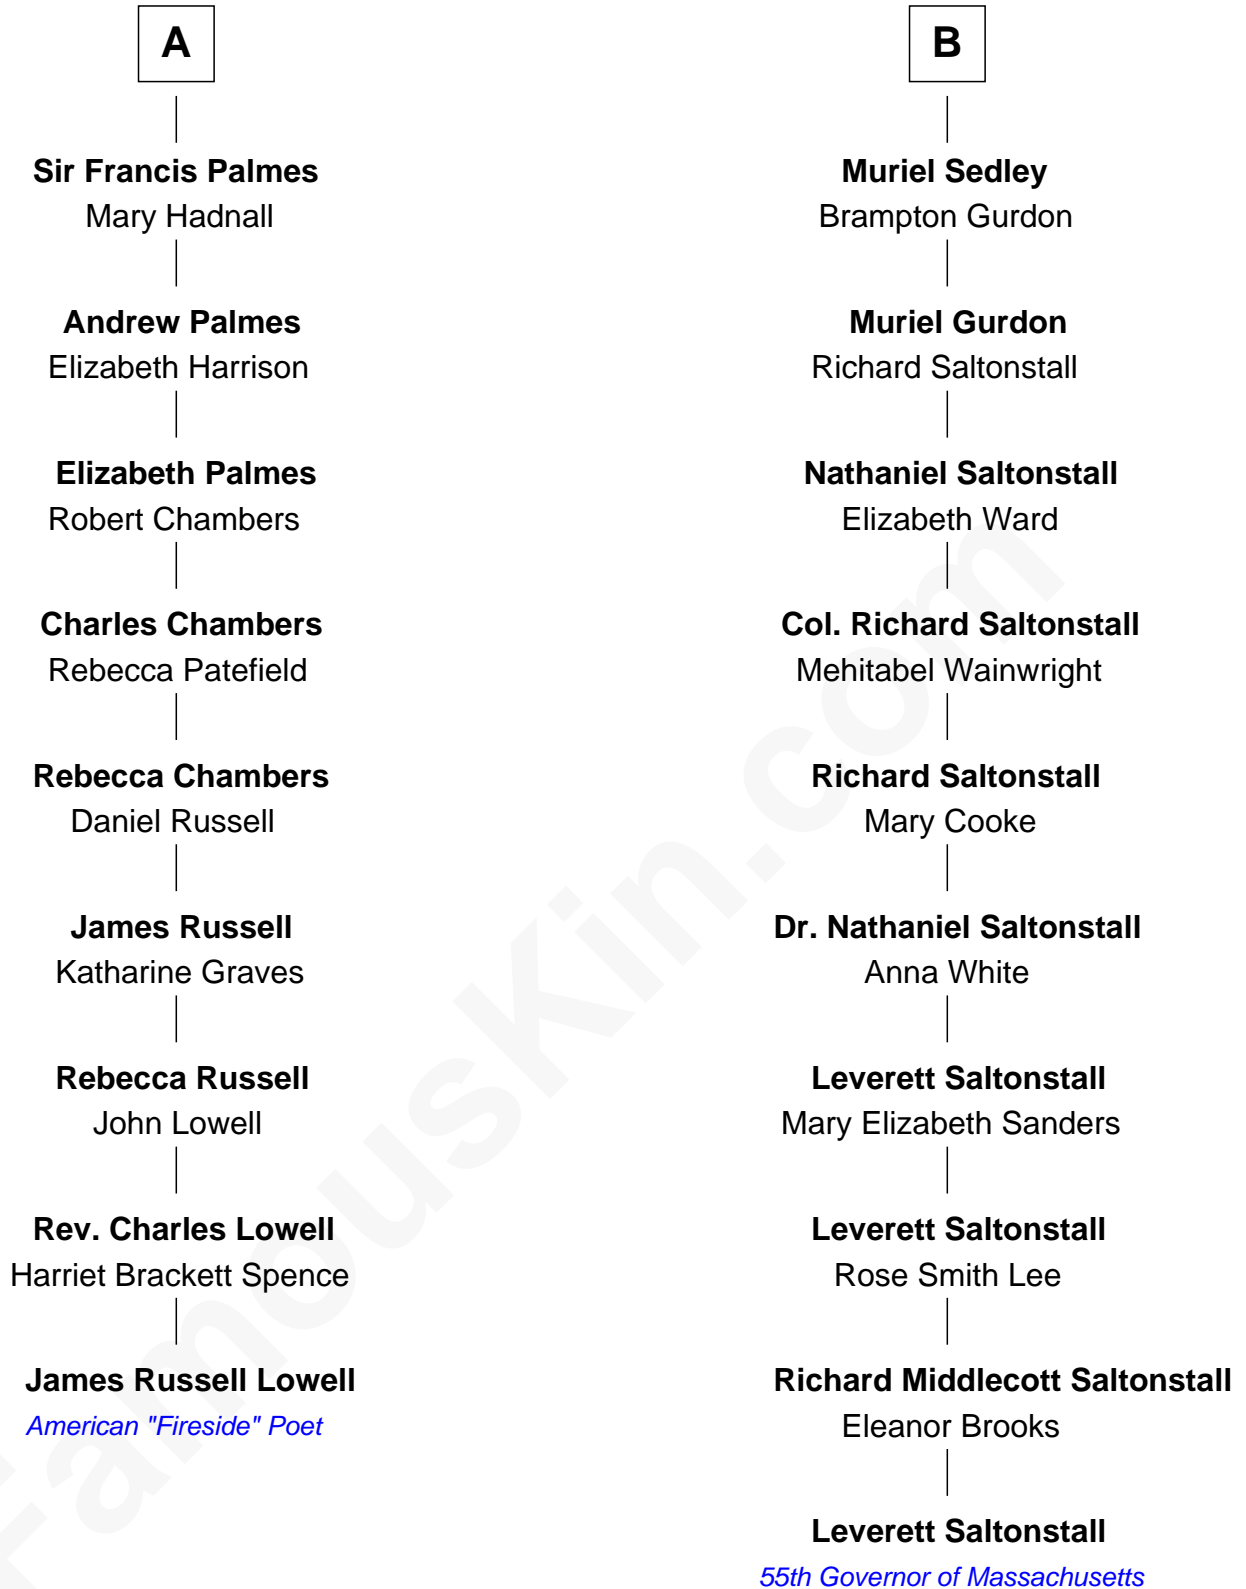 A
Sir Francis Palmes
Mary Hadnall
Andrew Palmes
Elizabeth Harrison
Elizabeth Palmes
Robert Chambers
Charles Chambers
Rebecca Patefield
Rebecca Chambers
Daniel Russell
James Russell
Katharine Graves
Rebecca Russell
John Lowell
Rev. Charles Lowell
Harriet Brackett Spence
James Russell Lowell
American "Fireside" Poet
B
Muriel Sedley
Brampton Gurdon
Muriel Gurdon
Richard Saltonstall
Nathaniel Saltonstall
Elizabeth Ward
Col. Richard Saltonstall
Mehitabel Wainwright
Richard Saltonstall
Mary Cooke
Dr. Nathaniel Saltonstall
Anna White
Leverett Saltonstall
Mary Elizabeth Sanders
Leverett Saltonstall
Rose Smith Lee
Richard Middlecott Saltonstall
Eleanor Brooks
Leverett Saltonstall
55th Governor of Massachusetts
FamousKin.com